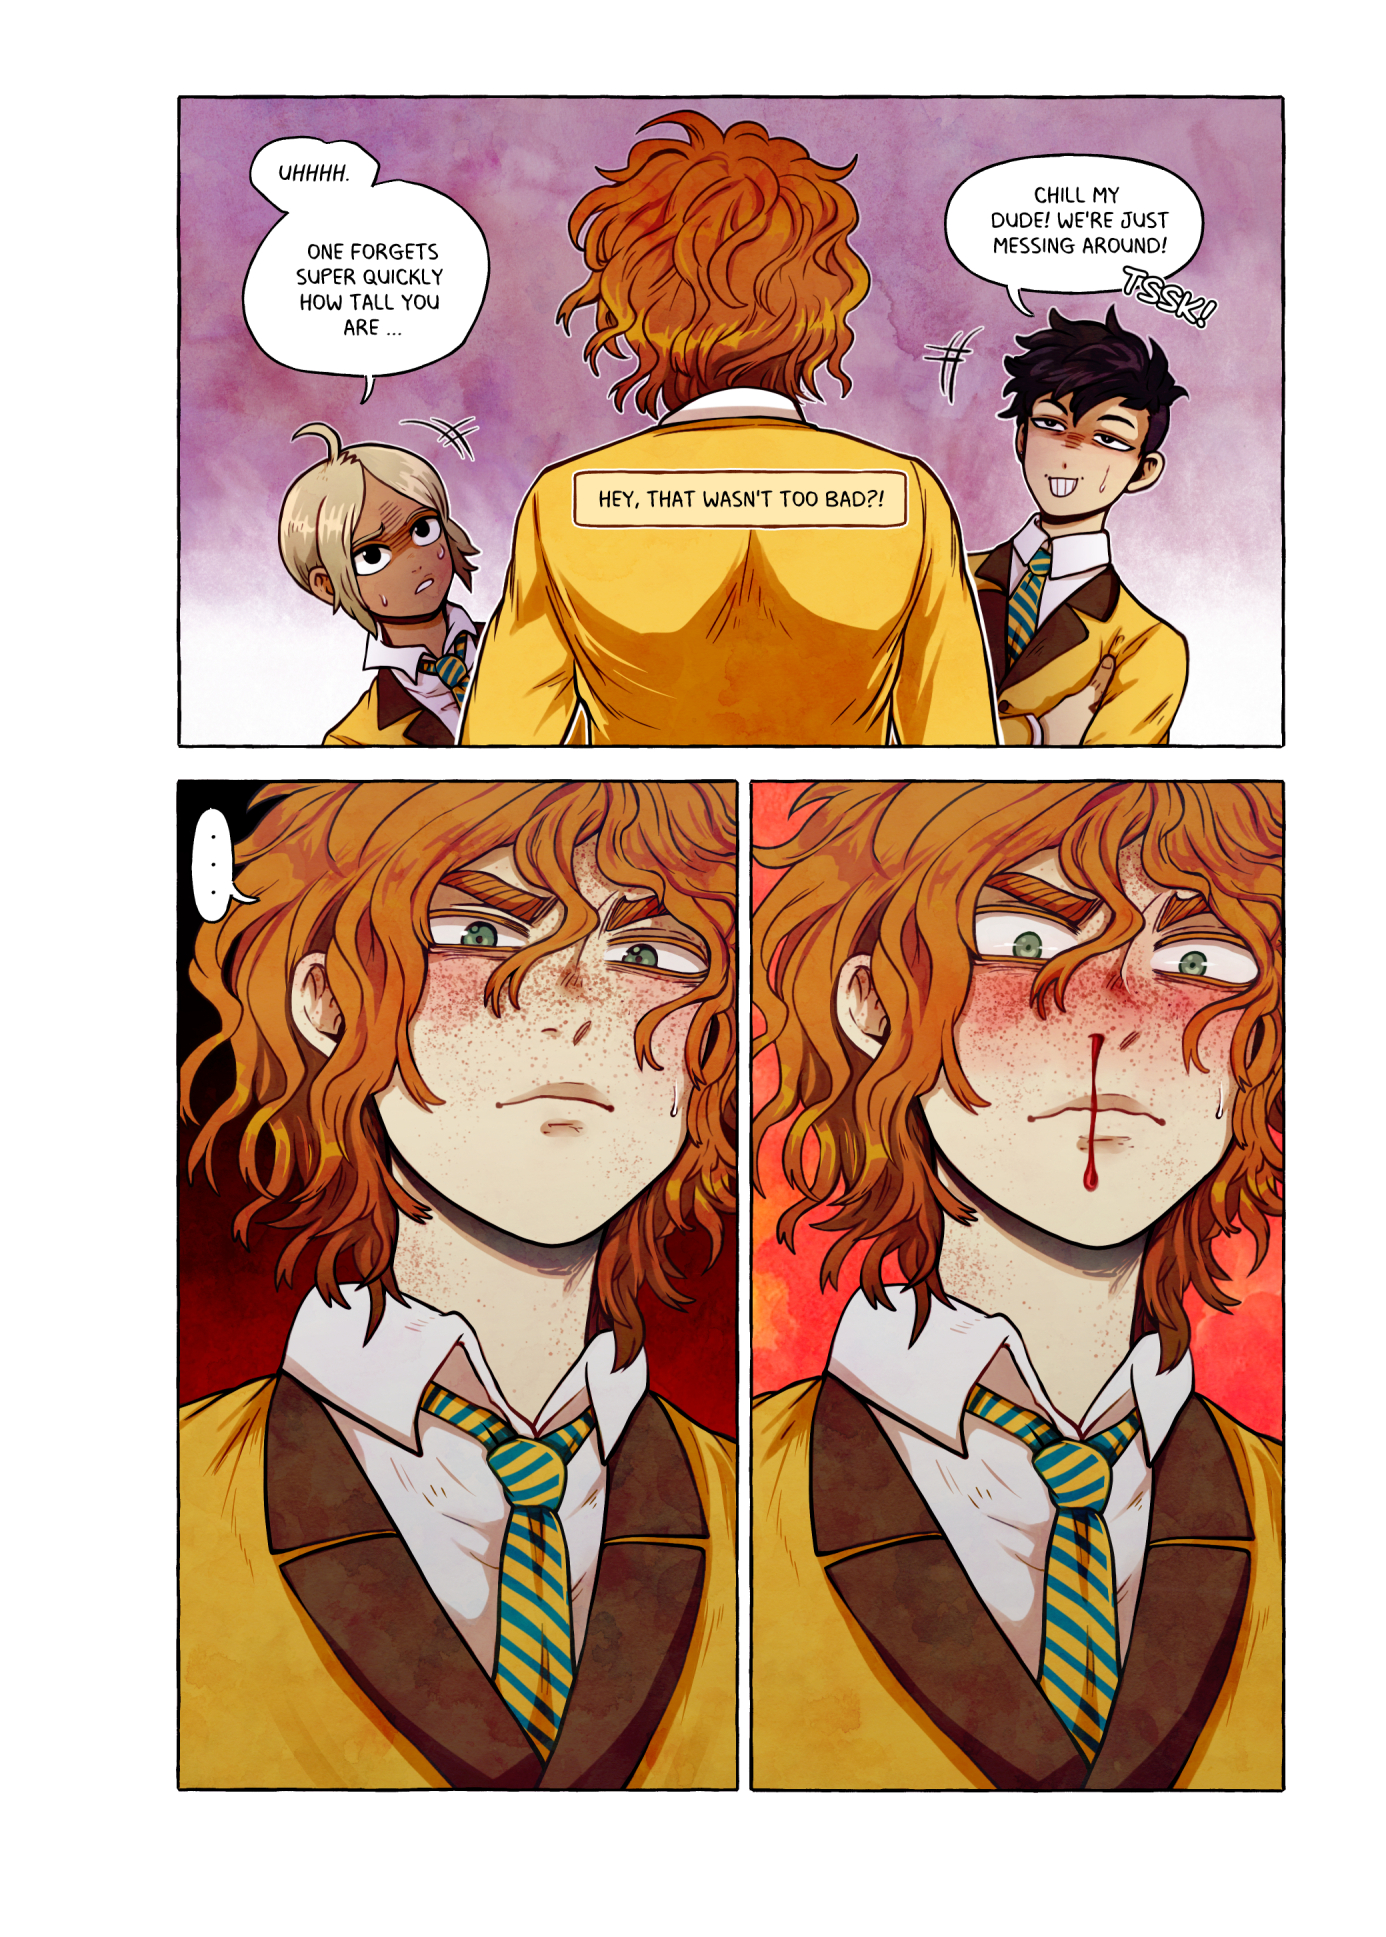 UHHHH.
ONE FORGETS
SUPER QUICKLY
HOW TALL YOU
ARE ...
CHILL MY
DUDE! WE'RE JUST
MESSING AROUND!
TSSK!
HEY, THAT WASN'T TOO BAD?!
...